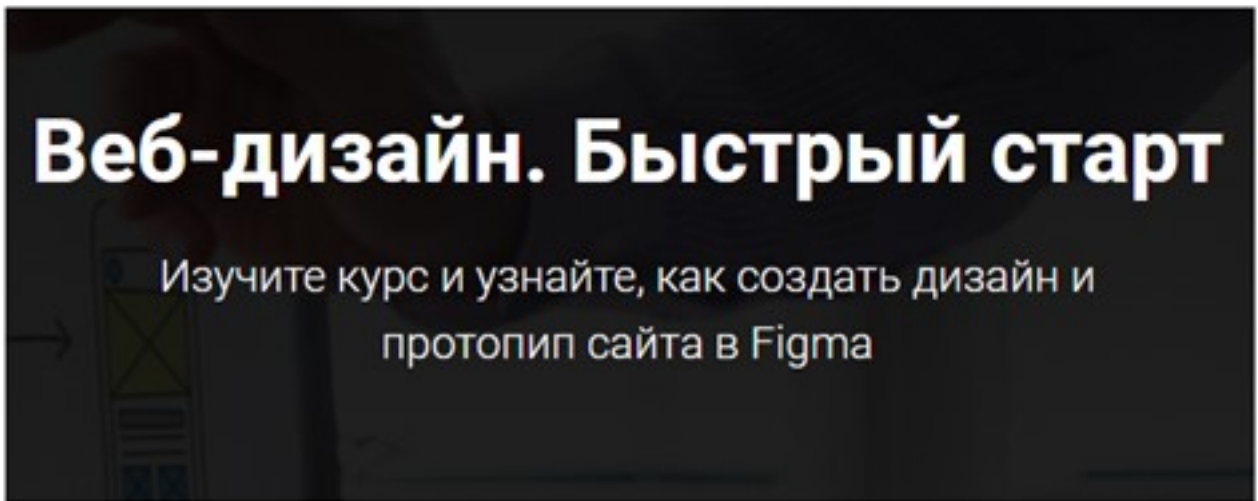 Веб-дизайн. Быстрый старт
Изучите курс и узнайте, как создать дизайн и
протопип сайта в Figma